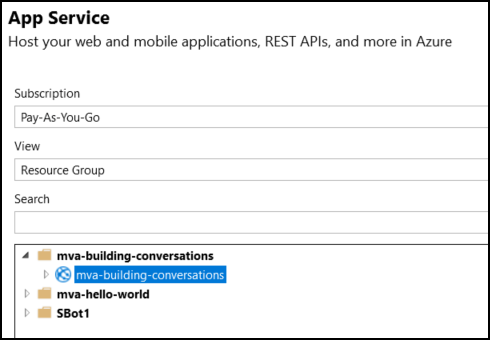 App Service
Host your web and mobile applications, REST APIs, and more in Azure
Subscription
Pay-As-You-Go
View
Resource Group
Search
mva-building-conversations
mva-building-conversations
mva-hello-world
SBot1